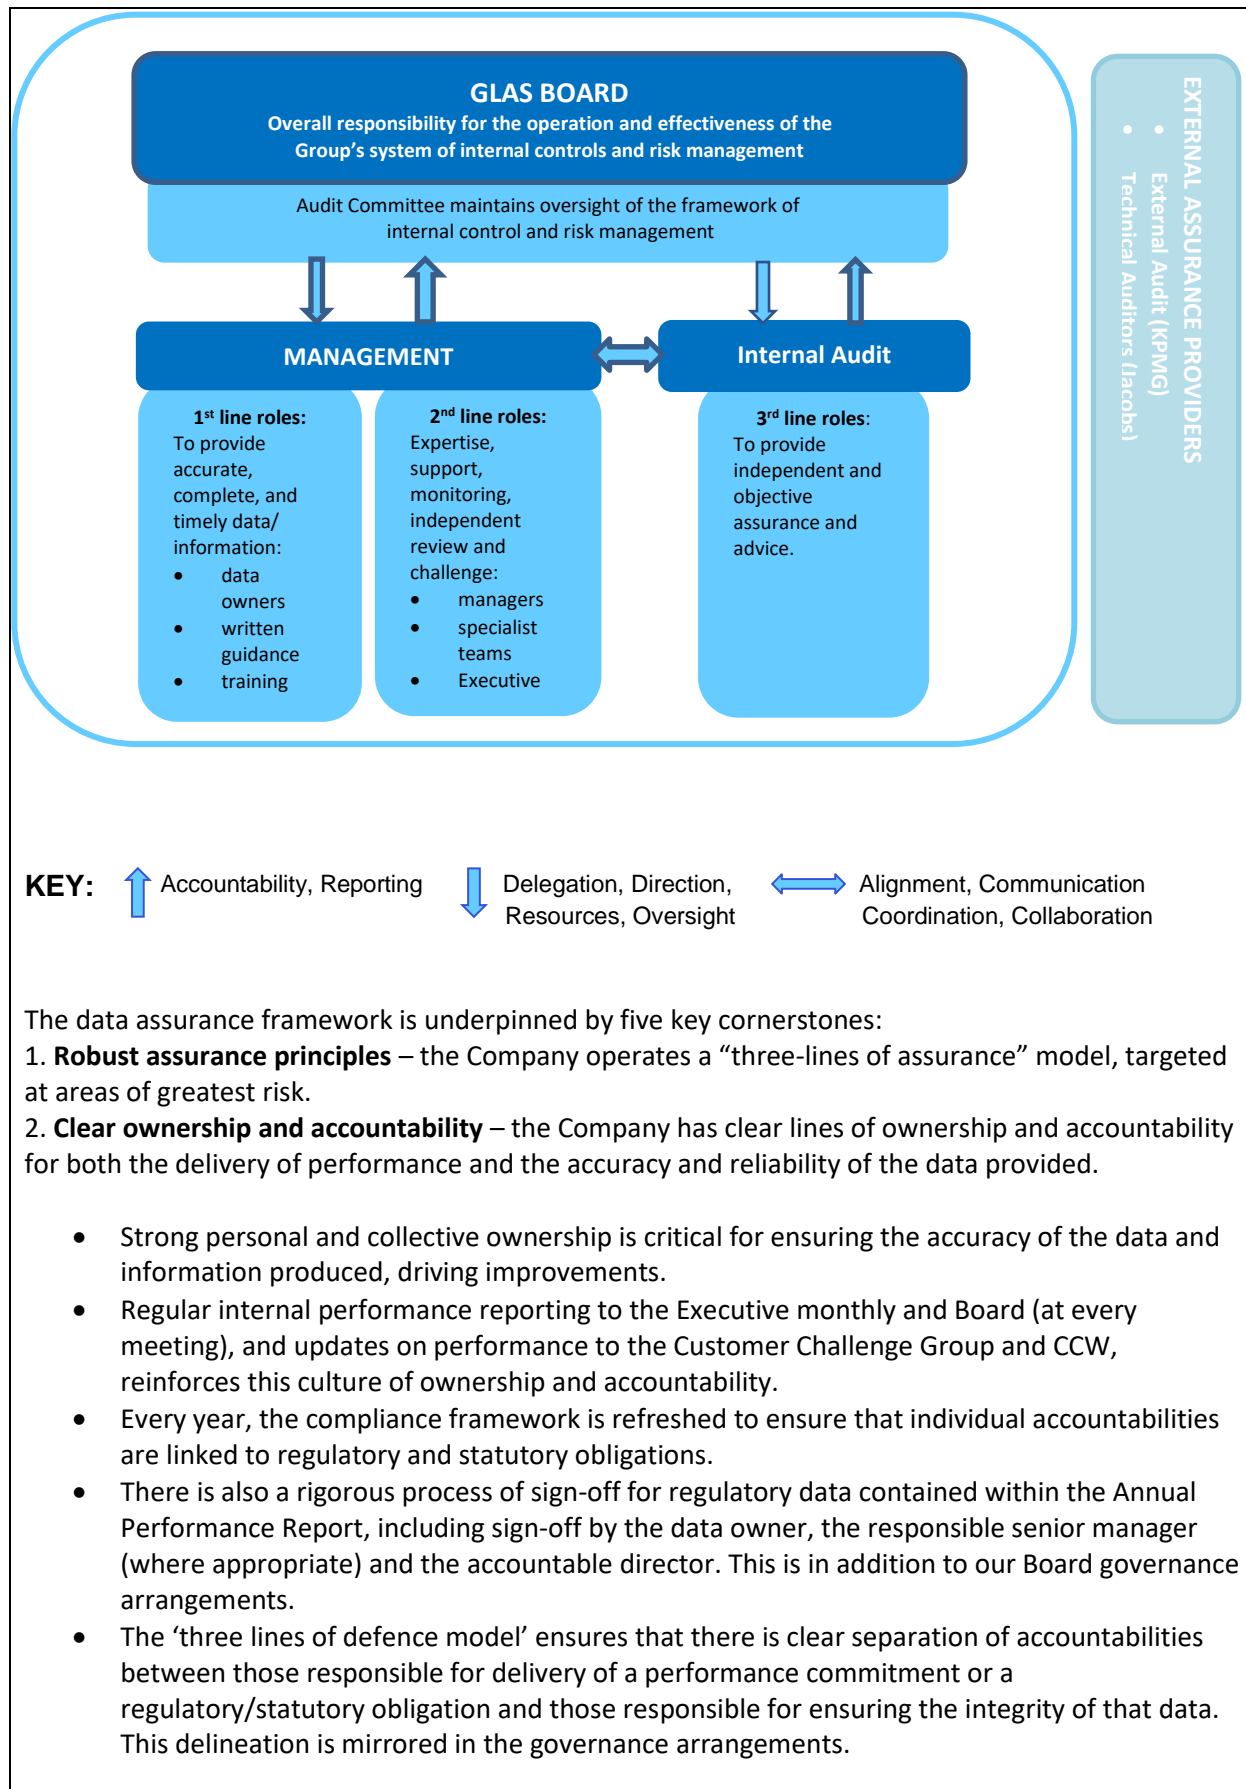 GLAS BOARD
Overall responsibility for the operation and effectiveness of the
Group’s system of internal controls and risk management
Audit Committee maintains oversight of the framework of
internal control and risk management
MANAGEMENT
Internal Audit
1st line roles:
To provide
accurate,
complete, and
timely data/
information:
• data
owners
• written
guidance
• training
2nd line roles:
Expertise,
support,
monitoring,
independent
review and
challenge:
• managers
• specialist
teams
• Executive
3rd line roles:
To provide
independent and
objective
assurance and
advice.
EXTERNAL ASSURANCE PROVIDERS
• External Audit (KPMG)
• Technical Auditors (Jacobs)
KEY:
Accountability, Reporting
Delegation, Direction,
Resources, Oversight
Alignment, Communication
Coordination, Collaboration
The data assurance framework is underpinned by five key cornerstones:
1. Robust assurance principles – the Company operates a “three-lines of assurance” model, targeted
at areas of greatest risk.
2. Clear ownership and accountability – the Company has clear lines of ownership and accountability
for both the delivery of performance and the accuracy and reliability of the data provided.
• Strong personal and collective ownership is critical for ensuring the accuracy of the data and
information produced, driving improvements.
• Regular internal performance reporting to the Executive monthly and Board (at every
meeting), and updates on performance to the Customer Challenge Group and CCW,
reinforces this culture of ownership and accountability.
• Every year, the compliance framework is refreshed to ensure that individual accountabilities
are linked to regulatory and statutory obligations.
• There is also a rigorous process of sign-off for regulatory data contained within the Annual
Performance Report, including sign-off by the data owner, the responsible senior manager
(where appropriate) and the accountable director. This is in addition to our Board governance
arrangements.
• The ‘three lines of defence model’ ensures that there is clear separation of accountabilities
between those responsible for delivery of a performance commitment or a
regulatory/statutory obligation and those responsible for ensuring the integrity of that data.
This delineation is mirrored in the governance arrangements.